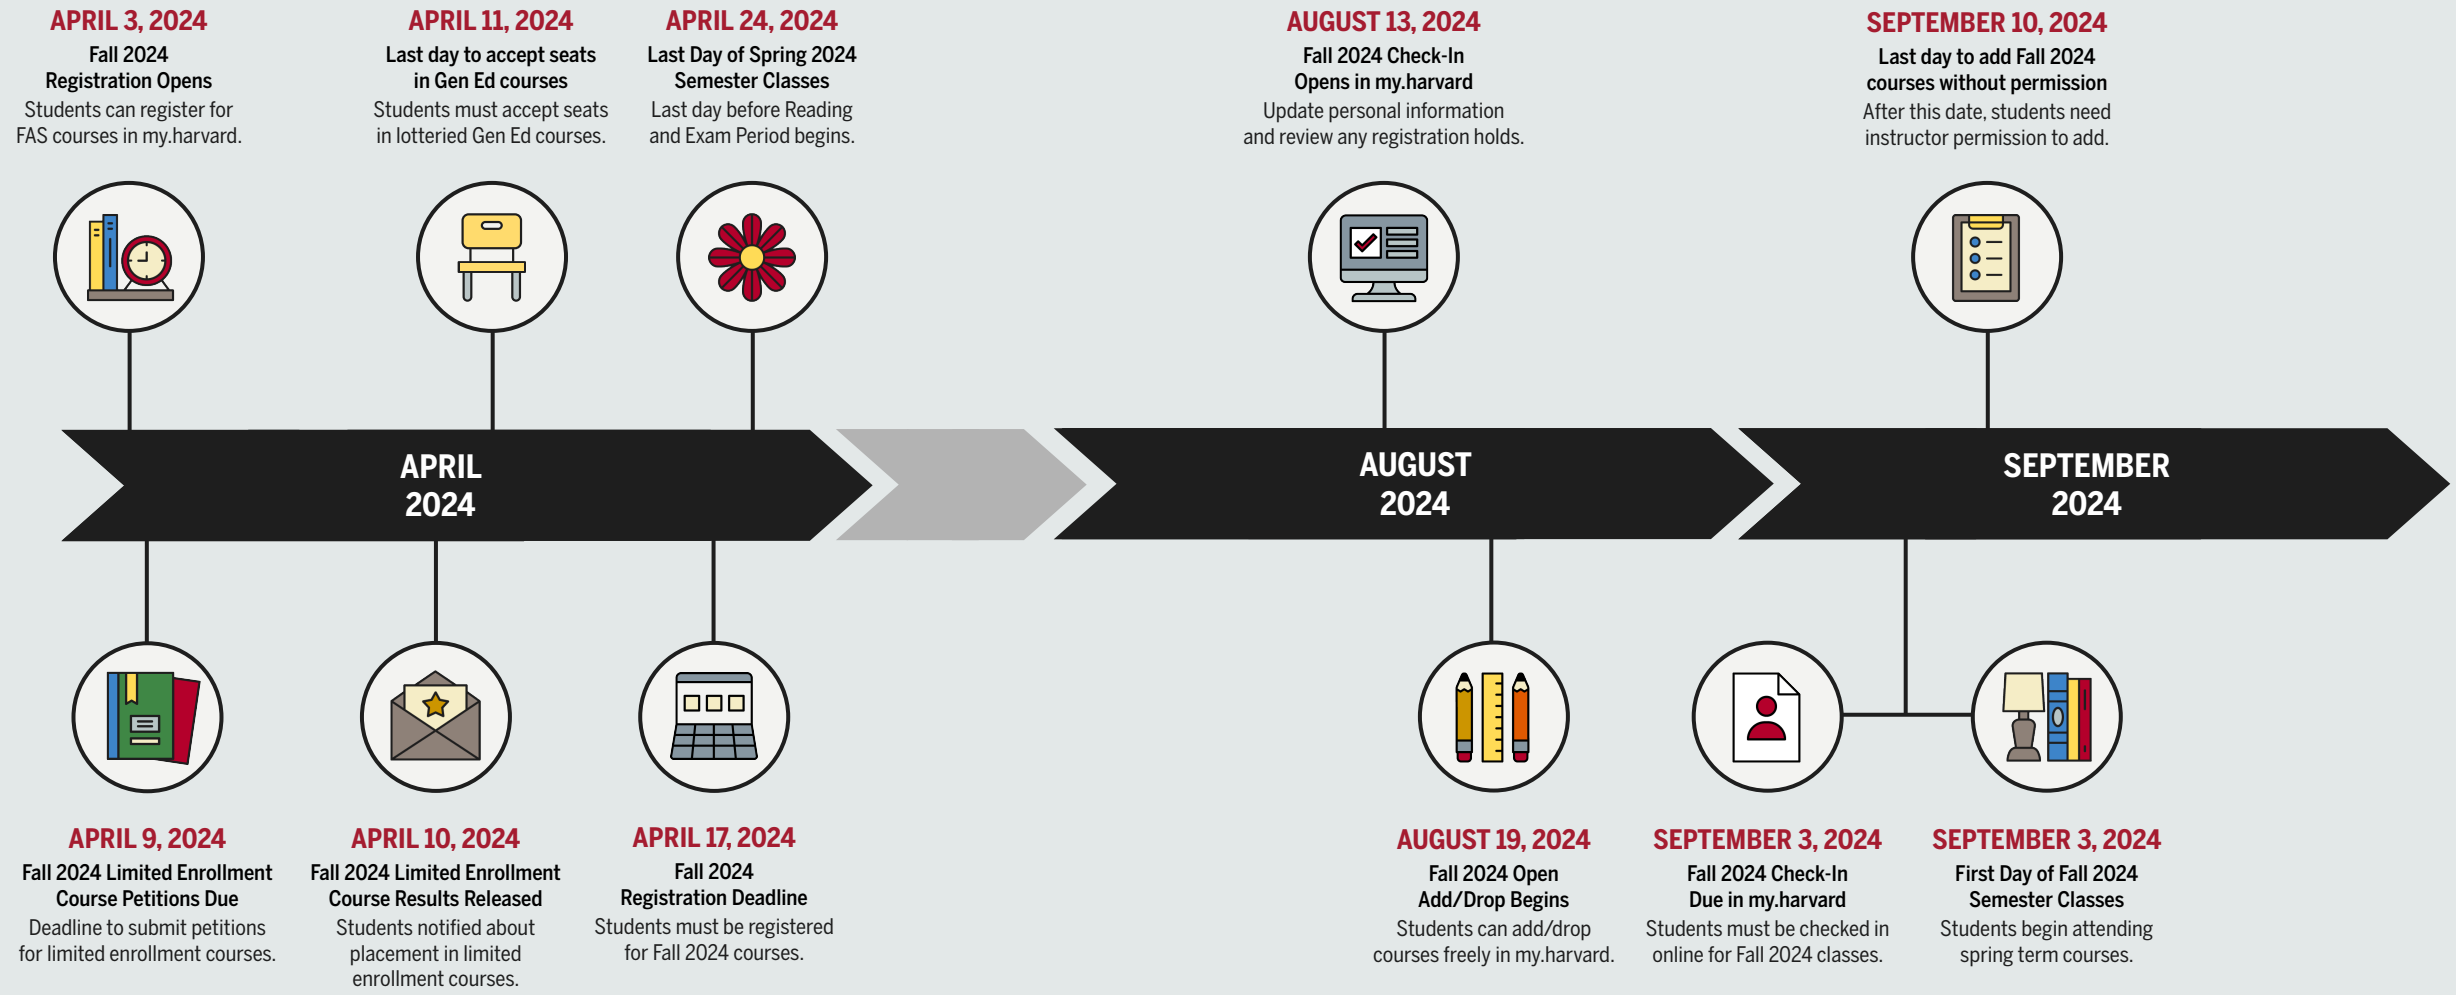 APRIL 3, 2024
Fall 2024
Registration Opens
Students can register for
FAS courses in my.harvard.
APRIL 11, 2024
Last day to accept seats
in Gen Ed courses
Students must accept seats
in lotteried Gen Ed courses.
APRIL 24, 2024
Last Day of Spring 2024
Semester Classes
Last day before Reading
and Exam Period begins.
AUGUST 13, 2024
Fall 2024 Check-In
Opens in my.harvard
Update personal information
and review any registration holds.
SEPTEMBER 10, 2024
Last day to add Fall 2024
courses without permission
After this date, students need
instructor permission to add.
APRIL
2024
AUGUST
2024
SEPTEMBER
2024
APRIL 9, 2024
Fall 2024 Limited Enrollment
Course Petitions Due
Deadline to submit petitions
for limited enrollment courses.
APRIL 10, 2024
Fall 2024 Limited Enrollment
Course Results Released
Students notified about
placement in limited
enrollment courses.
APRIL 17, 2024
Fall 2024
Registration Deadline
Students must be registered
for Fall 2024 courses.
AUGUST 19, 2024
Fall 2024 Open
Add/Drop Begins
Students can add/drop
courses freely in my.harvard.
SEPTEMBER 3, 2024
Fall 2024 Check-In
Due in my.harvard
Students must be checked in
online for Fall 2024 classes.
SEPTEMBER 3, 2024
First Day of Fall 2024
Semester Classes
Students begin attending
spring term courses.